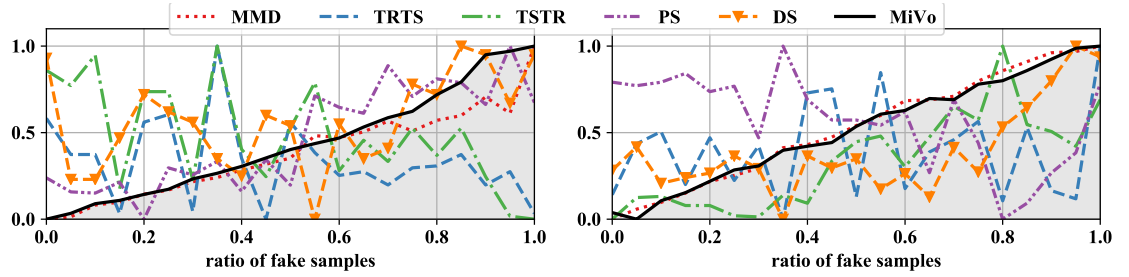 MMD TRTS TSTR PS DS MiVo
1.0 1.0
0.5 0.5
0.0 0.0
0.0 0.2 0.4 0.6 0.8 1.0 0.0 0.2 0.4 0.6 0.8 1.0
ratio of fake samples ratio of fake samples